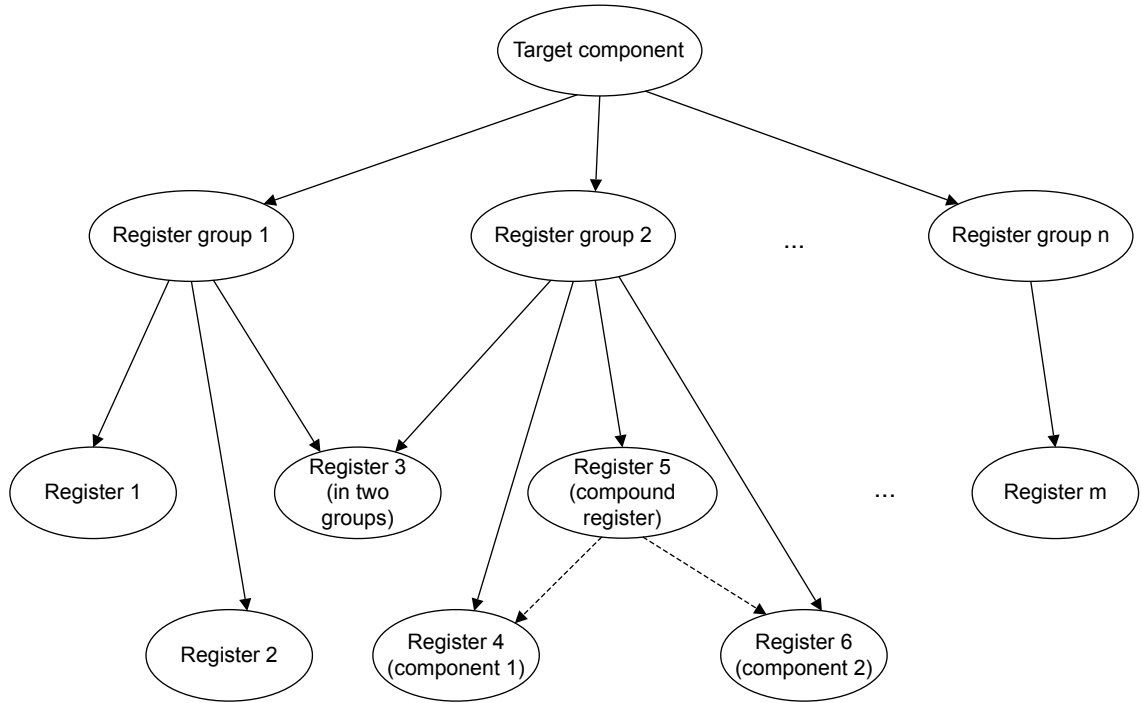 Target component
Register group 1
Register group 2
...
Register group n
Register 1
Register 3
(in two
groups)
Register 5
(compound
register)
...
Register m
Register 2
Register 4
(component 1)
Register 6
(component 2)